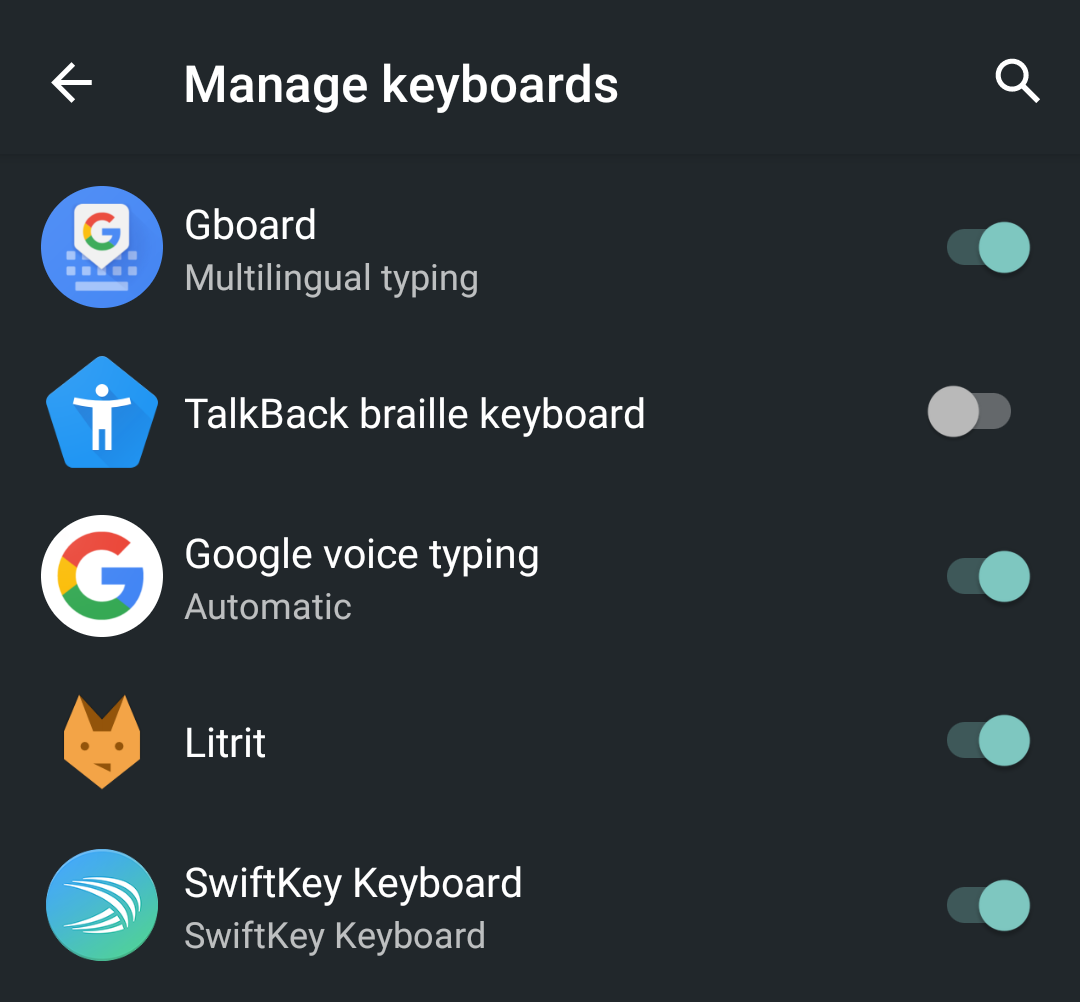 Manage keyboards
Gboard
Multilingual typing
TalkBack braille keyboard
Google voice typing
Automatic
Litrit
SwiftKey Keyboard
SwiftKey Keyboard